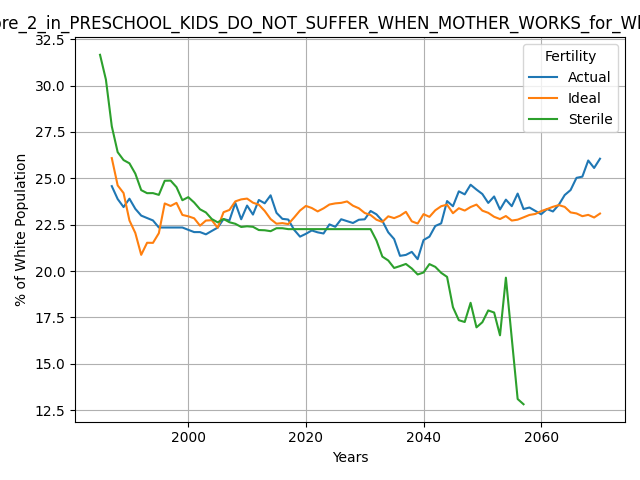 ore_2_in_PRESCHOOL_KIDS_DO_NOT_SUFFER_WHEN_MOTHER_WORKS_for_Wh
32.5
30.0
27.5
25.0
22.5
20.0
17.5
15.0
12.5
% of White Population
Fertility
Actual
Ideal
Sterile
2000
2020
2040
2060
Years